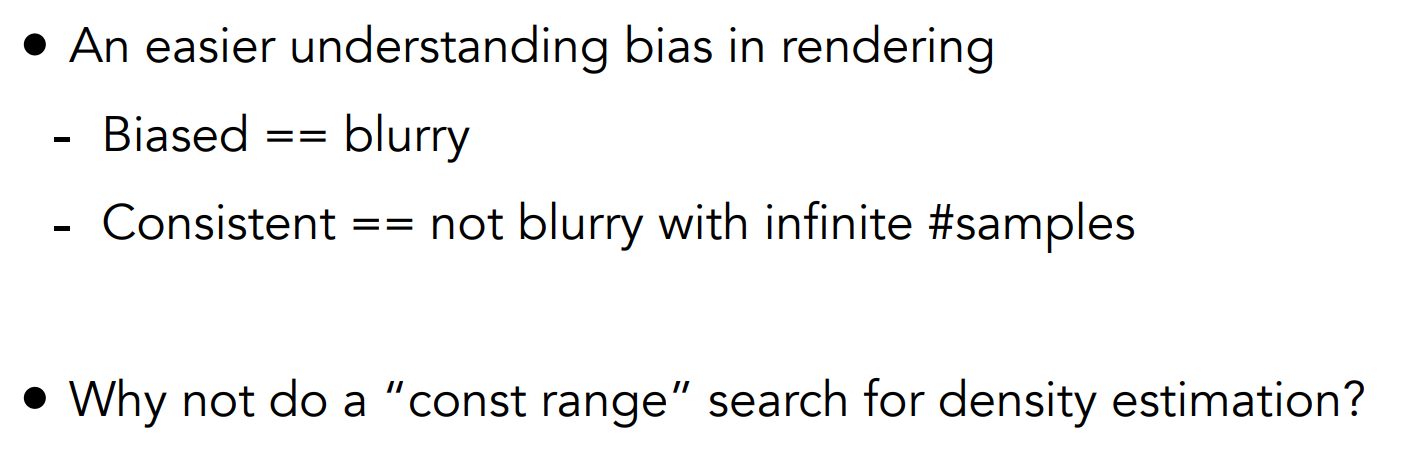 • An easier understanding bias in rendering
- Biased == blurry
- Consistent == not blurry with infinite #samples
• Why not do a “const range” search for density estimation?